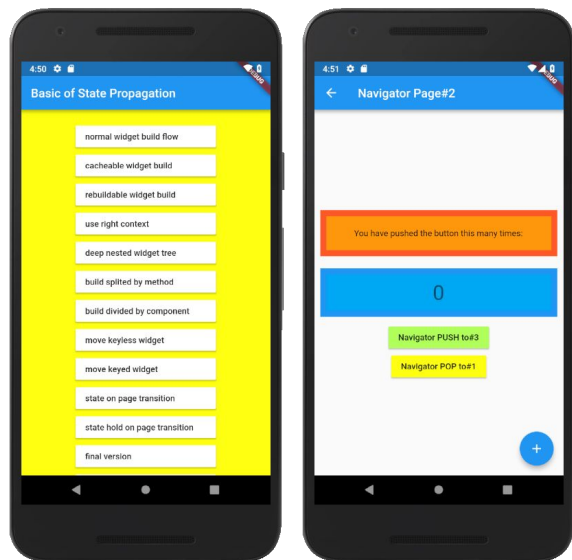 4:50
Basic of State Propagation
normal widget build flow
cacheable widget build
rebuildable widget build
use right context
deep nested widget tree
build splited by method
build divided by component
move keyless widget
move keyed widget
state on page transition
state hold on page transition
final version
4:51
Navigator Page#2
You have pushed the button this many times:
0
Navigator PUSH to#3
Navigator POP to#1
+